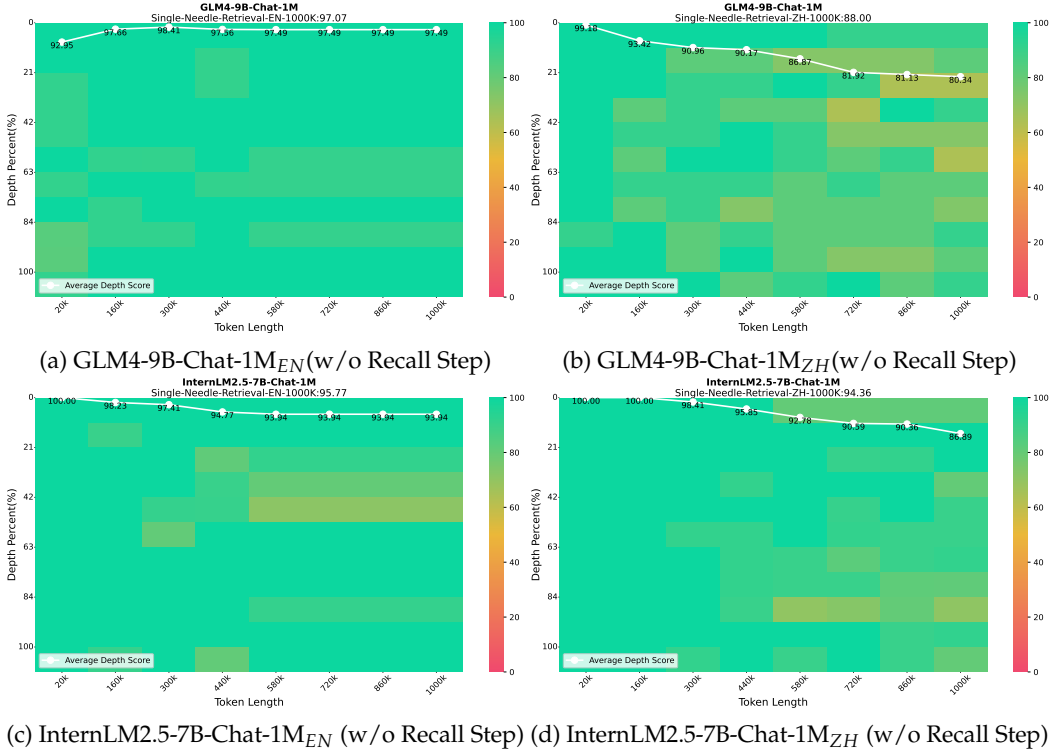 GLM4-9B-Chat-1M
Single-Needle-Retrieval-EN-1000K:97.07
0
21
42
63
84
100
Depth Percent(%)
92.95 97.66 98.41 97.56 97.49 97.49 97.49 97.49
Average Depth Score
20k 160k 300k 440k 580k 720k 860k 1000k
Token Length
100
80
60
40
20
0
(a) GLM4-9B-Chat-1M_EN(w/o Recall Step)
GLM4-9B-Chat-1M
Single-Needle-Retrieval-ZH-1000K:88.00
0
21
42
63
84
100
Depth Percent(%)
99.18 93.42 90.96 90.17 86.87 81.92 81.13 80.34
Average Depth Score
20k 160k 300k 440k 580k 720k 860k 1000k
Token Length
100
80
60
40
20
0
(b) GLM4-9B-Chat-1M_ZH(w/o Recall Step)
InternLM2.5-7B-Chat-1M
Single-Needle-Retrieval-EN-1000K:95.77
0
21
42
63
84
100
Depth Percent(%)
100.00 98.23 97.41 94.77 93.94 93.94 93.94 93.94
Average Depth Score
20k 160k 300k 440k 580k 720k 860k 1000k
Token Length
100
80
60
40
20
0
(c) InternLM2.5-7B-Chat-1M_EN (w/o Recall Step)
InternLM2.5-7B-Chat-1M
Single-Needle-Retrieval-ZH-1000K:94.36
0
21
42
63
84
100
Depth Percent(%)
100.00 100.00 98.41 95.85 92.78 90.59 90.36 86.89
Average Depth Score
20k 160k 300k 440k 580k 720k 860k 1000k
Token Length
100
80
60
40
20
0
(d) InternLM2.5-7B-Chat-1M_ZH (w/o Recall Step)